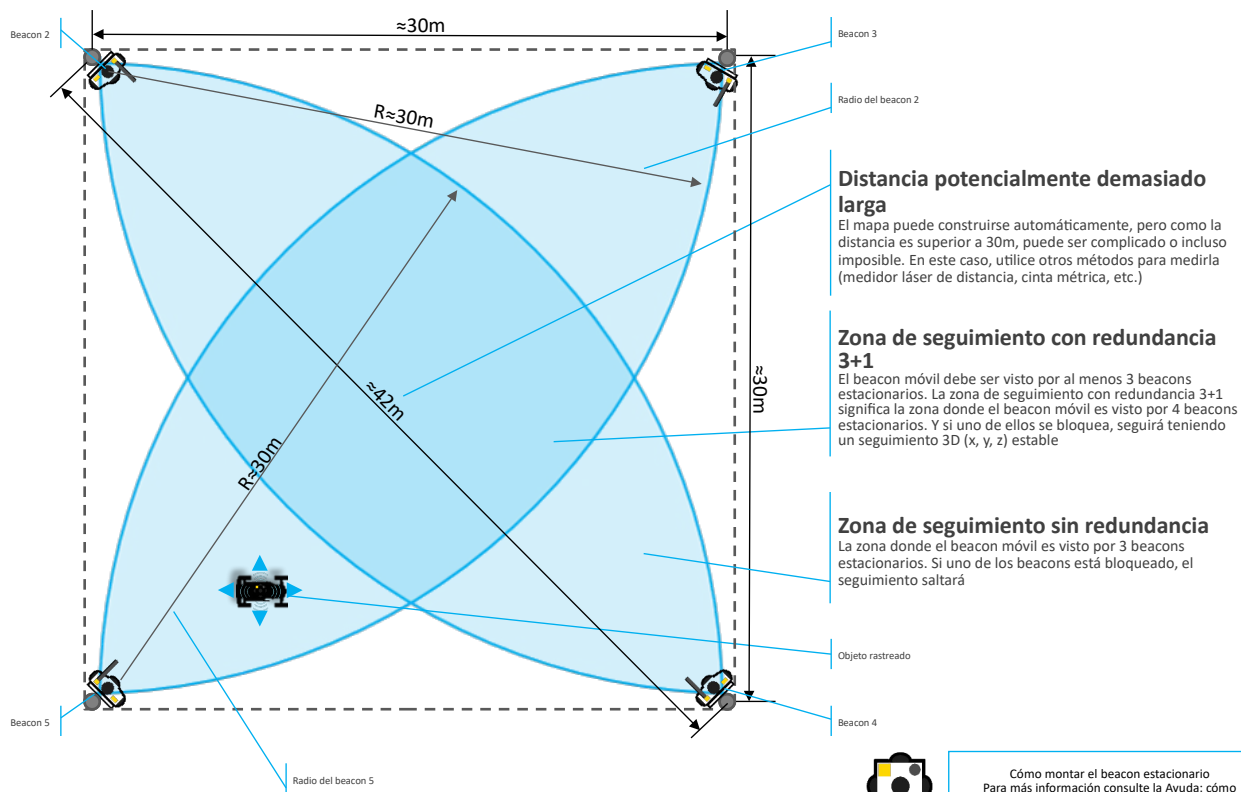 ≈30m
Beacon 2
Beacon 3
Radio del beacon 2
R≈30m
Distancia potencialmente demasiado
larga
El mapa puede construirse automáticamente, pero como la
distancia es superior a 30m, puede ser complicado o incluso
imposible. En este caso, utilice otros métodos para medirla
(medidor láser de distancia, cinta métrica, etc.)
Zona de seguimiento con redundancia
3+1
El beacon móvil debe ser visto por al menos 3 beacons
estacionarios. La zona de seguimiento con redundancia 3+1
significa la zona donde el beacon móvil es visto por 4 beacons
estacionarios. Y si uno de ellos se bloquea, seguirá teniendo
un seguimiento 3D (x, y, z) estable
≈30m
≈42m
R≈30m
Zona de seguimiento sin redundancia
La zona donde el beacon móvil es visto por 3 beacons
estacionarios. Si uno de los beacons está bloqueado, el
seguimiento saltará
Objeto rastreado
Beacon 5
Beacon 4
Radio del beacon 5
Cómo montar el beacon estacionario
Para más información consulte la Ayuda: cómo